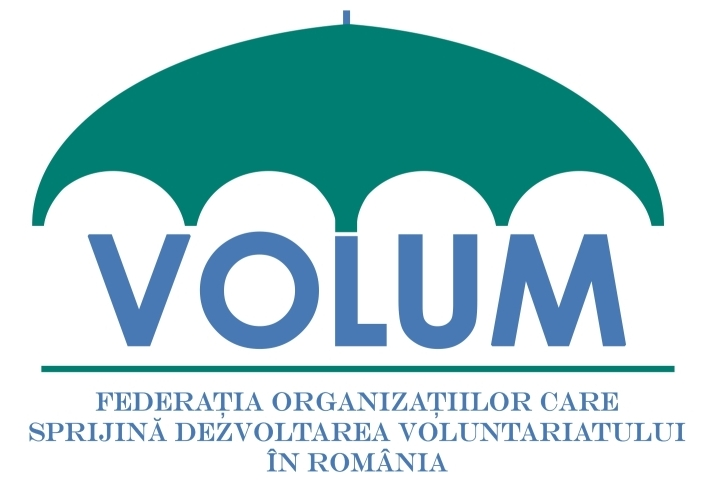 VOLUM
FEDERAȚIA ORGANIZAȚIILOR CARE
SPRIJINĂ DEZVOLTAREA VOLUNTARIATULUI
ÎN ROMÂNIA